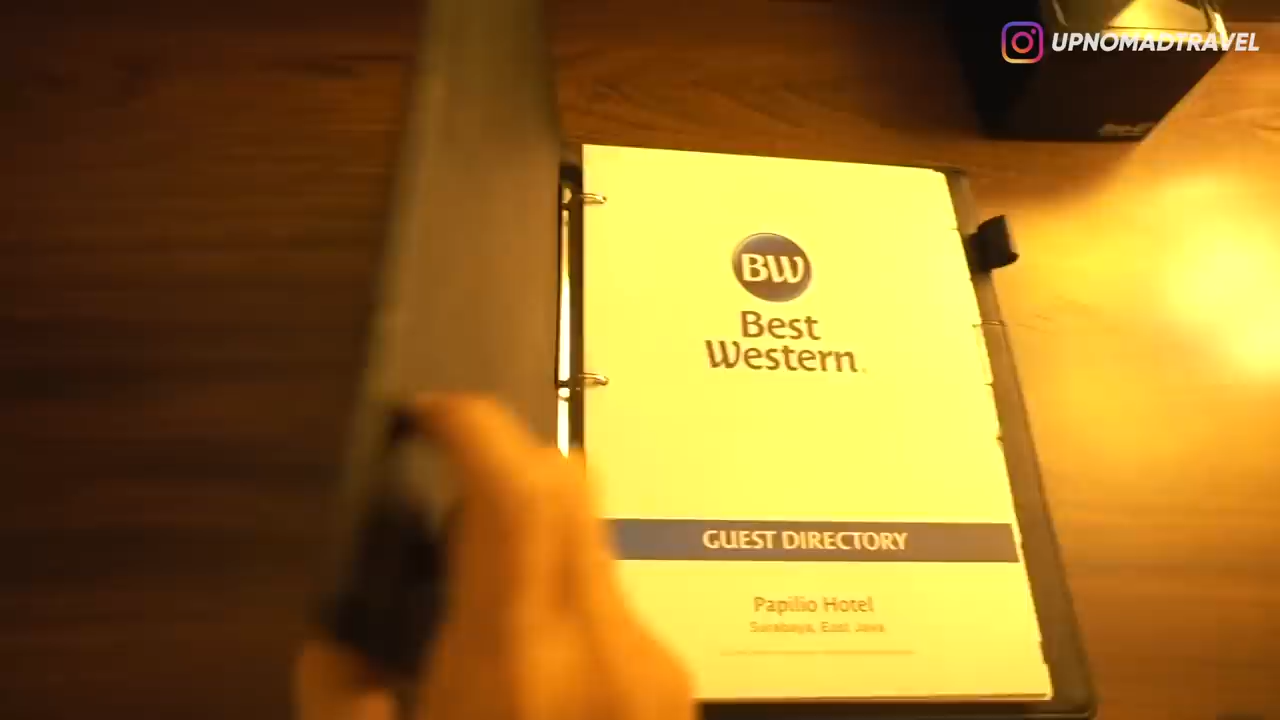 UPNOMADTRAVEL
BW
Best
Western
GUEST DIRECTORY
Papilio Hotel
Surabaya, East Java